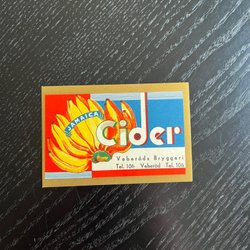 JAMAICA
Cider
Veberöds Bryggeri
Tel. 106 Veberöd Tel. 106